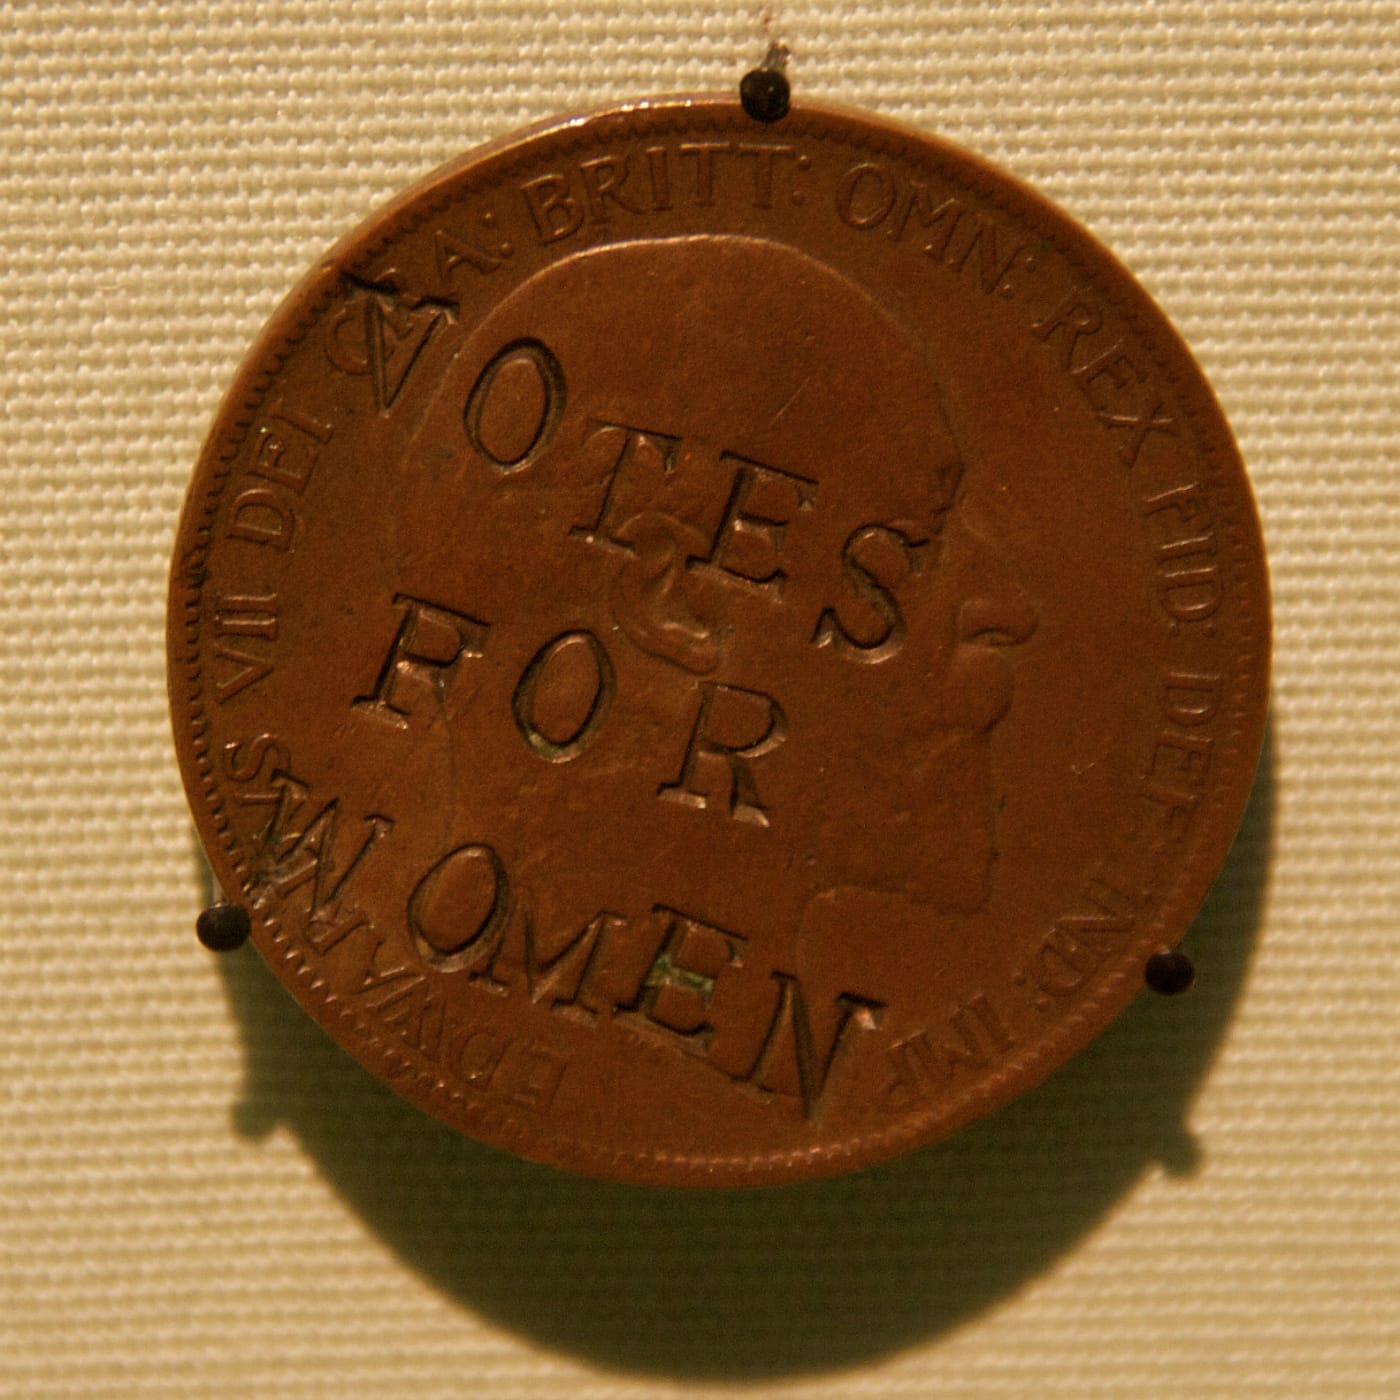 VOTES
FOR
WOMEN
EDWARDVS VII DEI GRA: BRITT: OMN: REX FID: DEF: IND: IMP: